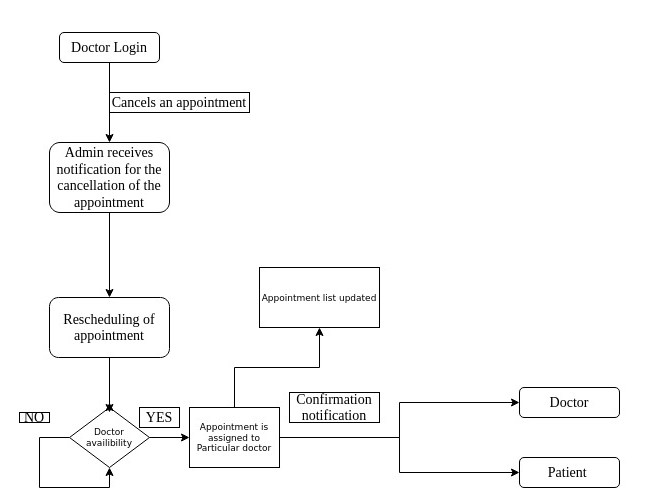 Doctor Login
Cancels an appointment
Admin receives
notification for the
cancellation of the
appointment
Appointment list updated
Rescheduling of
appointment
Confirmation
notification
Doctor
NO
YES
Doctor
availibility
Appointment is
assigned to
Particular doctor
Patient